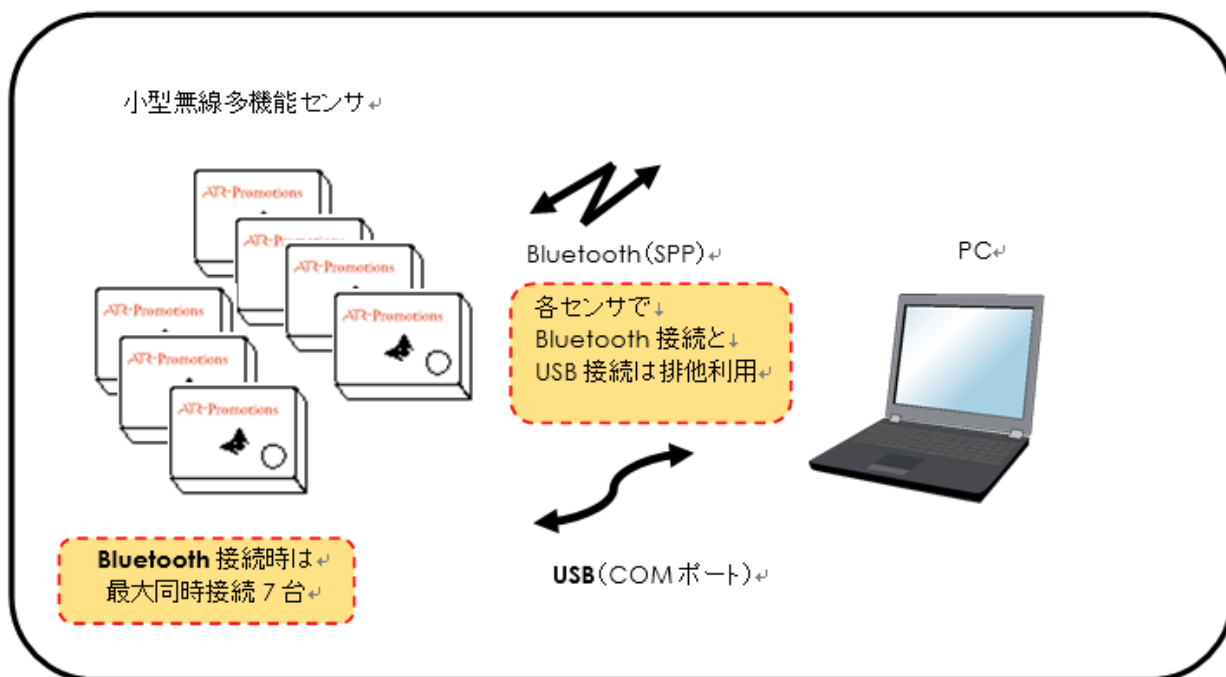 小型無線多機能センサ
ATR-Promotions
ATR-Promotions
ATR-Promotions
ATR-Promotions
ATR-Promotions
ATR-Promotions
ATR-Promotions
Bluetooth(SPP)
PC
各センサで
Bluetooth 接続と
USB 接続は排他利用
Bluetooth 接続時は
最大同時接続 7 台
USB(COM ポート)